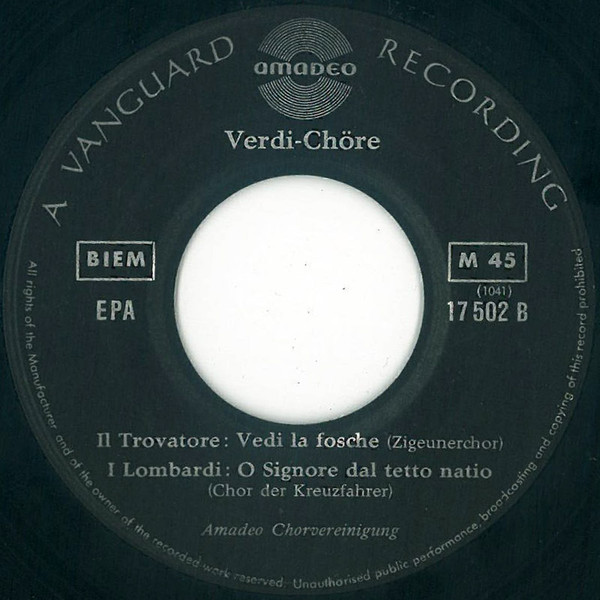 A VANGUARD RECORDING
amadeo
Verdi-Chöre
BIEM
M 45
EPA
(1041)
17 502 B
Il Trovatore: Vedi la fosche (Zigeunerchor)
I Lombardi: O Signore dal tetto natio
(Chor der Kreuzfahrer)
Amadeo Chorvereinigung
All rights of the Manufacturer and of the owner of the recorded work reserved. Unauthorised public performance, broadcasting and copying of this record prohibited